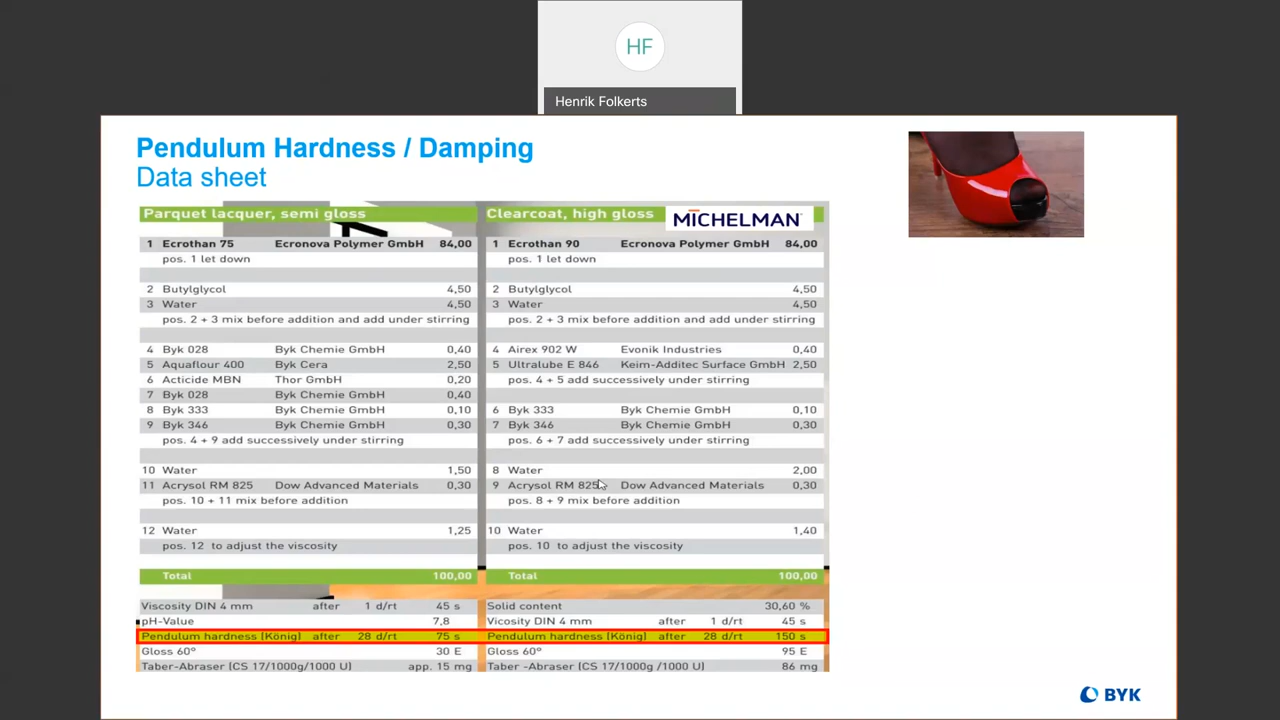 HF
Henrik Folkerts
Pendulum Hardness / Damping
Data sheet
Parquet lacquer, semi gloss
1 Ecrothan 75 Ecronova Polymer GmbH 84,00
pos. 1 let down
2 Butylglycol 4,50
3 Water 4,50
pos. 2 + 3 mix before addition and add under stirring
4 Byk 028 Byk Chemie GmbH 0,40
5 Aquaflour 400 Byk Cera 2,50
6 Acticide MBN Thor GmbH 0,20
7 Byk 028 Byk Chemie GmbH 0,40
8 Byk 333 Byk Chemie GmbH 0,10
9 Byk 346 Byk Chemie GmbH 0,30
pos. 4 + 9 add successively under stirring
10 Water 1,50
11 Acrysol RM 825 Dow Advanced Materials 0,30
pos. 10 + 11 mix before addition
12 Water 1,25
pos. 12 to adjust the viscosity
Total 100,00
Viscosity DIN 4 mm after 1 d/rt 45 s
pH-Value 7,8
Pendulum hardness (König) after 28 d/rt 75 s
Gloss 60° 30 E
Taber-Abraser (CS 17/1000g/1000 U) app. 15 mg
Clearcoat, high gloss MICHELMAN
1 Ecrothan 90 Ecronova Polymer GmbH 84,00
pos. 1 let down
2 Butylglycol 4,50
3 Water 4,50
pos. 2 + 3 mix before addition and add under stirring
4 Airex 902 W Evonik Industries 0,40
5 Ultralube E 846 Keim-Additec Surface GmbH 2,50
pos. 4 + 5 add successively under stirring
6 Byk 333 Byk Chemie GmbH 0,10
7 Byk 346 Byk Chemie GmbH 0,30
pos. 6 + 7 add successively under stirring
8 Water 2,00
9 Acrysol RM 825 Dow Advanced Materials 0,30
pos. 8 + 9 mix before addition
10 Water 1,40
pos. 10 to adjust the viscosity
Total 100,00
Solid content 30,60 %
Vicosity DIN 4 mm after 1 d/rt 45 s
Pendulum hardness (König) after 28 d/rt 150 s
Gloss 60° 95 E
Taber -Abraser (CS 17/1000g/1000 U) 86 mg
BYK